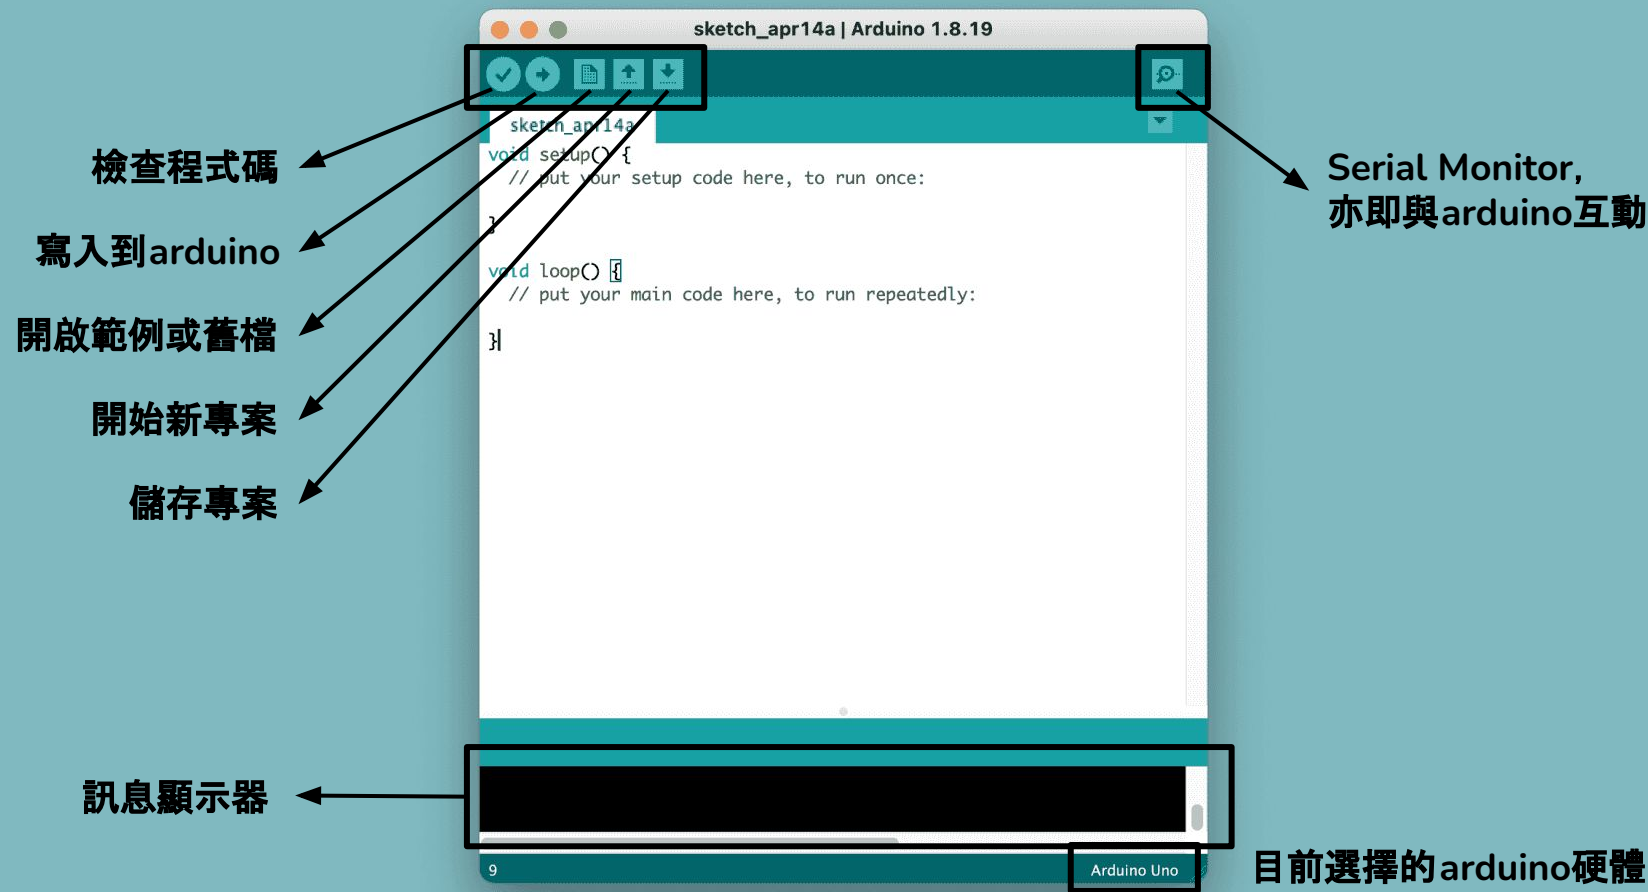 sketch_apr14a | Arduino 1.8.19
sketch_apr14a
void setup() {
// put your setup code here, to run once:
}
void loop() {
// put your main code here, to run repeatedly:
}
檢查程式碼
寫入到arduino
開啟範例或舊檔
開始新專案
儲存專案
Serial Monitor,
亦即與arduino互動
訊息顯示器
9
Arduino Uno
目前選擇的arduino硬體